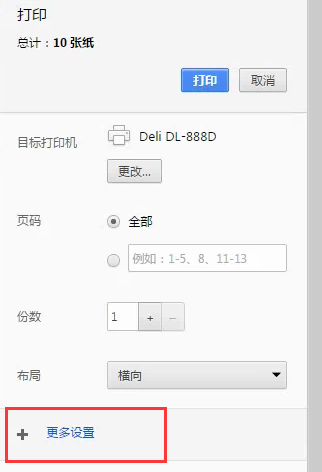 打印
总计：10 张纸
打印 取消
目标打印机 Deli DL-888D
更改...
页码 全部
例如：1-5、8、11-13
份数 1 + −
布局 横向
+ 更多设置